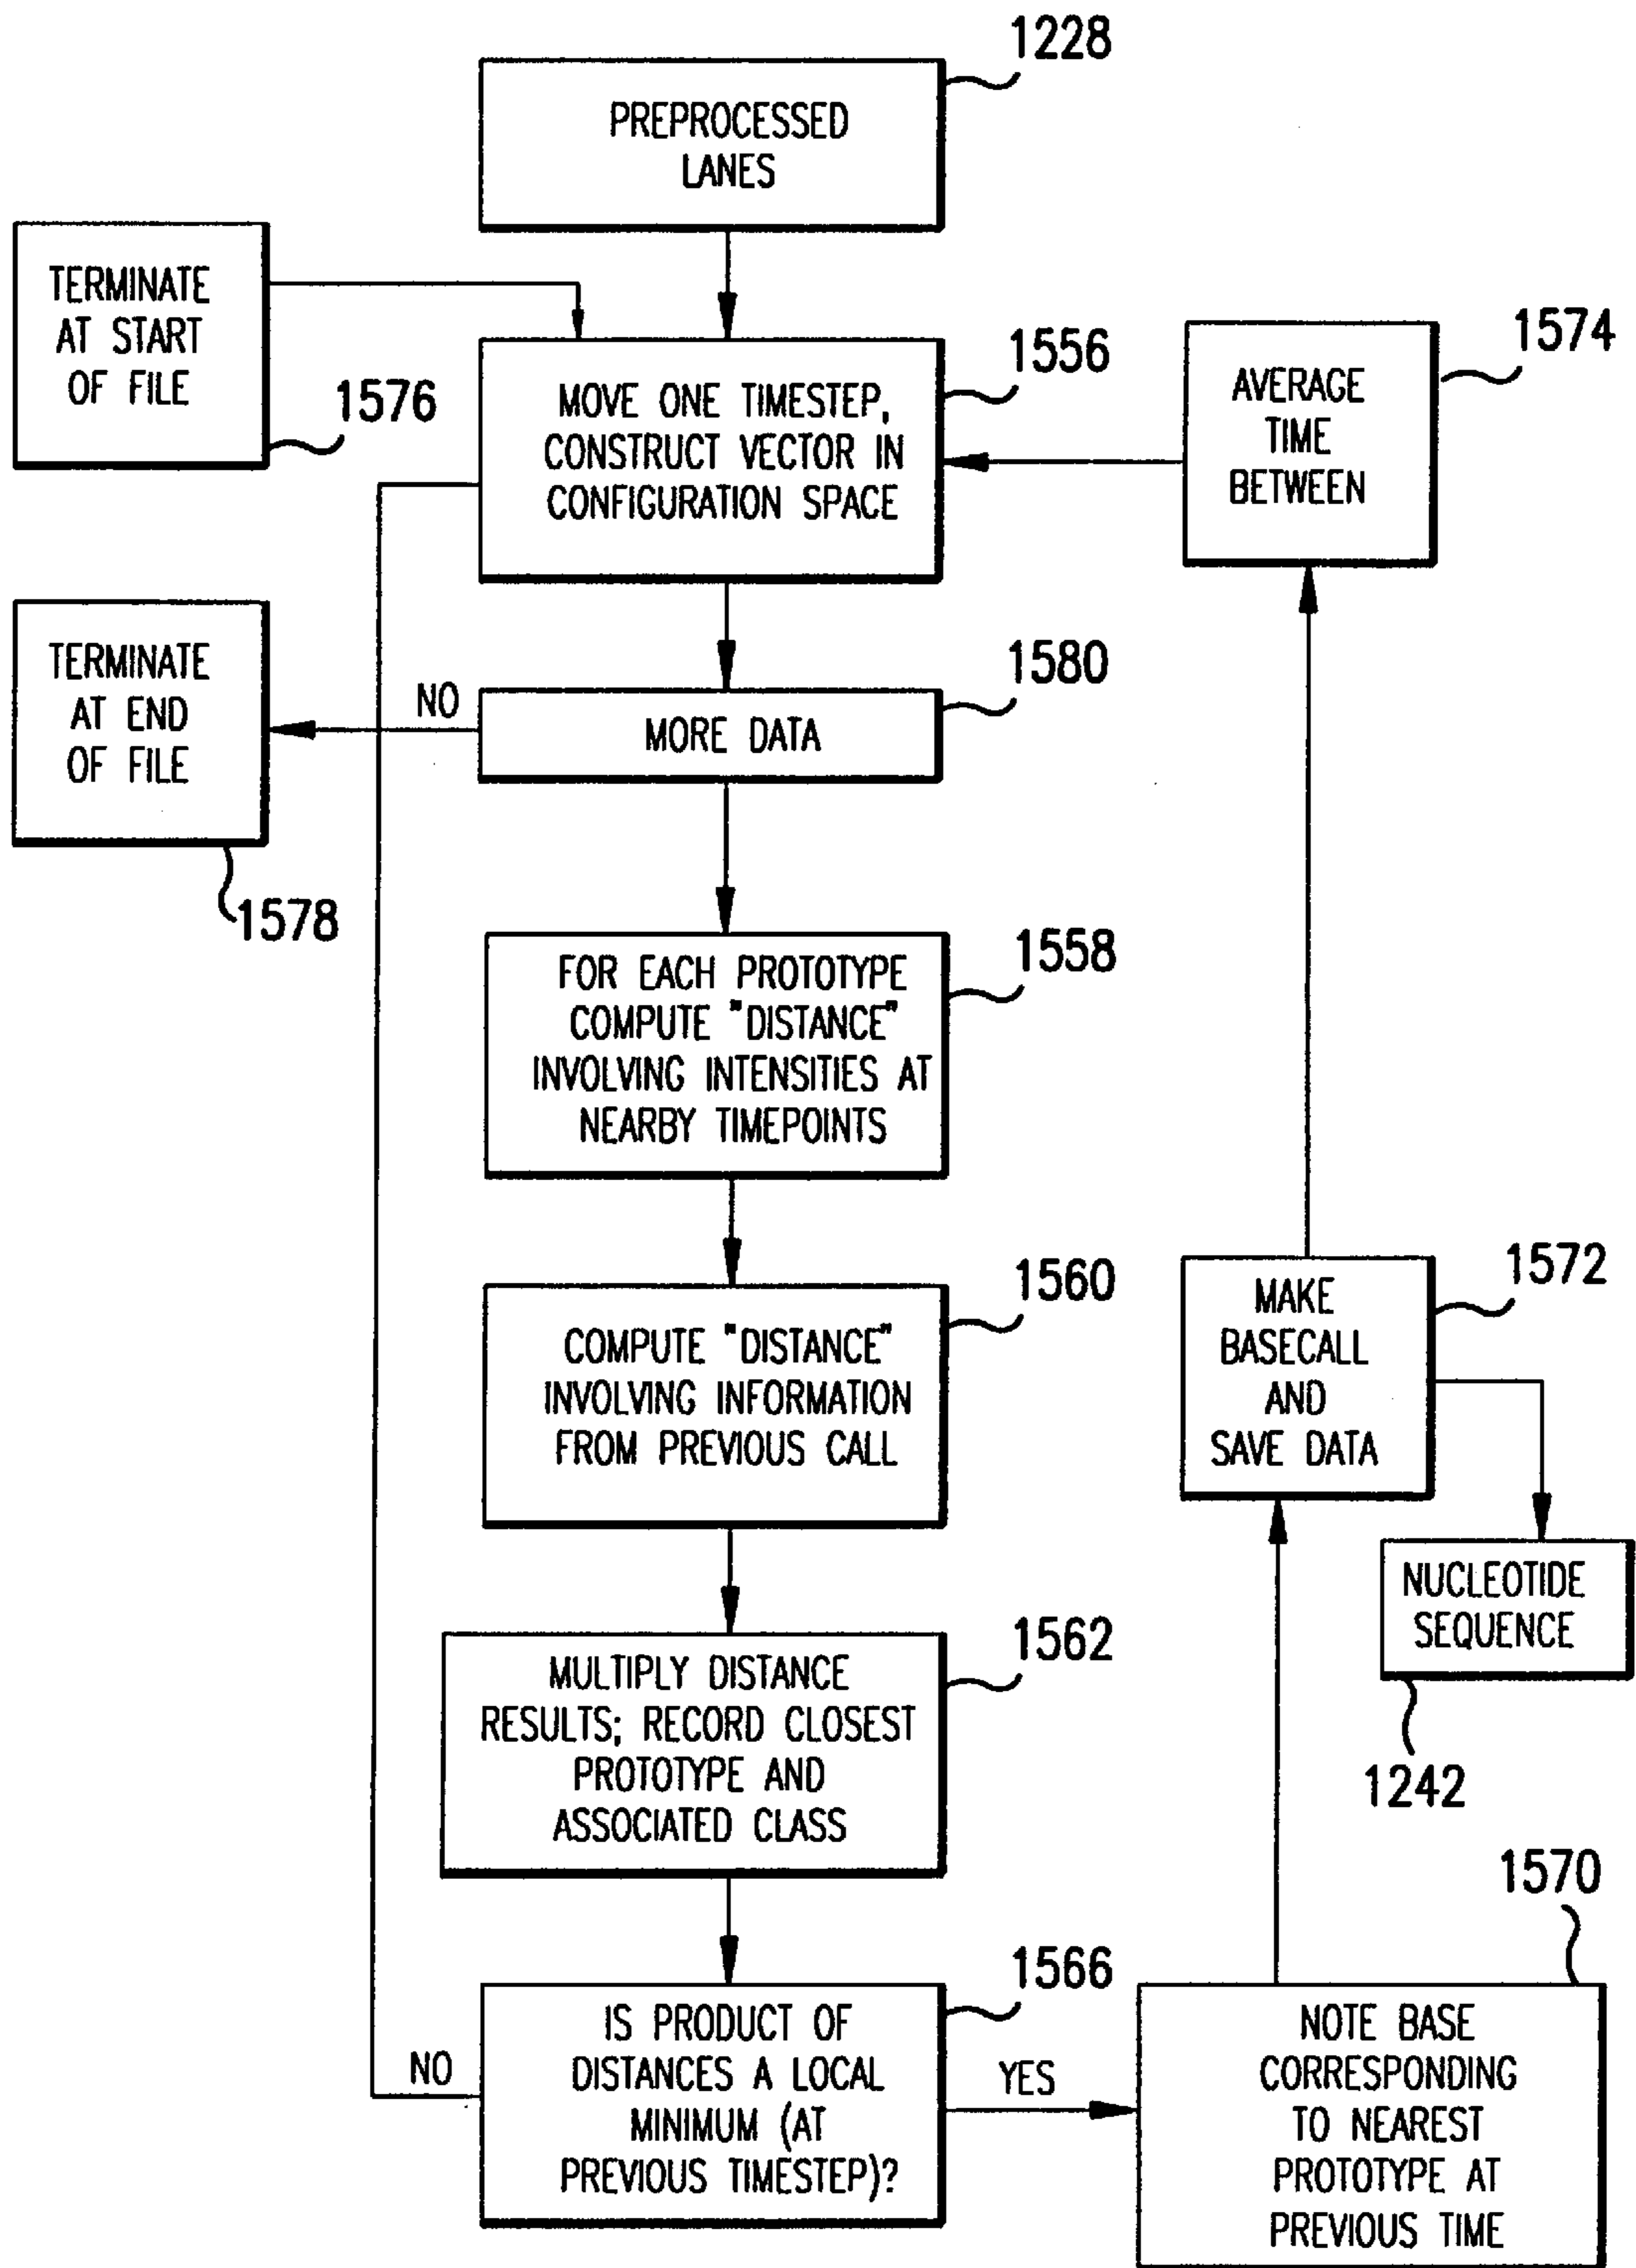 1228
PREPROCESSED
LANES
TERMINATE
AT START
OF FILE
1576
1556
MOVE ONE TIMESTEP,
CONSTRUCT VECTOR IN
CONFIGURATION SPACE
1574
AVERAGE
TIME
BETWEEN
TERMINATE
AT END
OF FILE
1578
NO
1580
MORE DATA
1558
FOR EACH PROTOTYPE
COMPUTE "DISTANCE"
INVOLVING INTENSITIES AT
NEARBY TIMEPOINTS
1560
COMPUTE "DISTANCE"
INVOLVING INFORMATION
FROM PREVIOUS CALL
1572
MAKE
BASECALL
AND
SAVE DATA
NUCLEOTIDE
SEQUENCE
1242
1562
MULTIPLY DISTANCE
RESULTS; RECORD CLOSEST
PROTOTYPE AND
ASSOCIATED CLASS
1566
IS PRODUCT OF
DISTANCES A LOCAL
MINIMUM (AT
PREVIOUS TIMESTEP)?
NO
YES
1570
NOTE BASE
CORRESPONDING
TO NEAREST
PROTOTYPE AT
PREVIOUS TIME